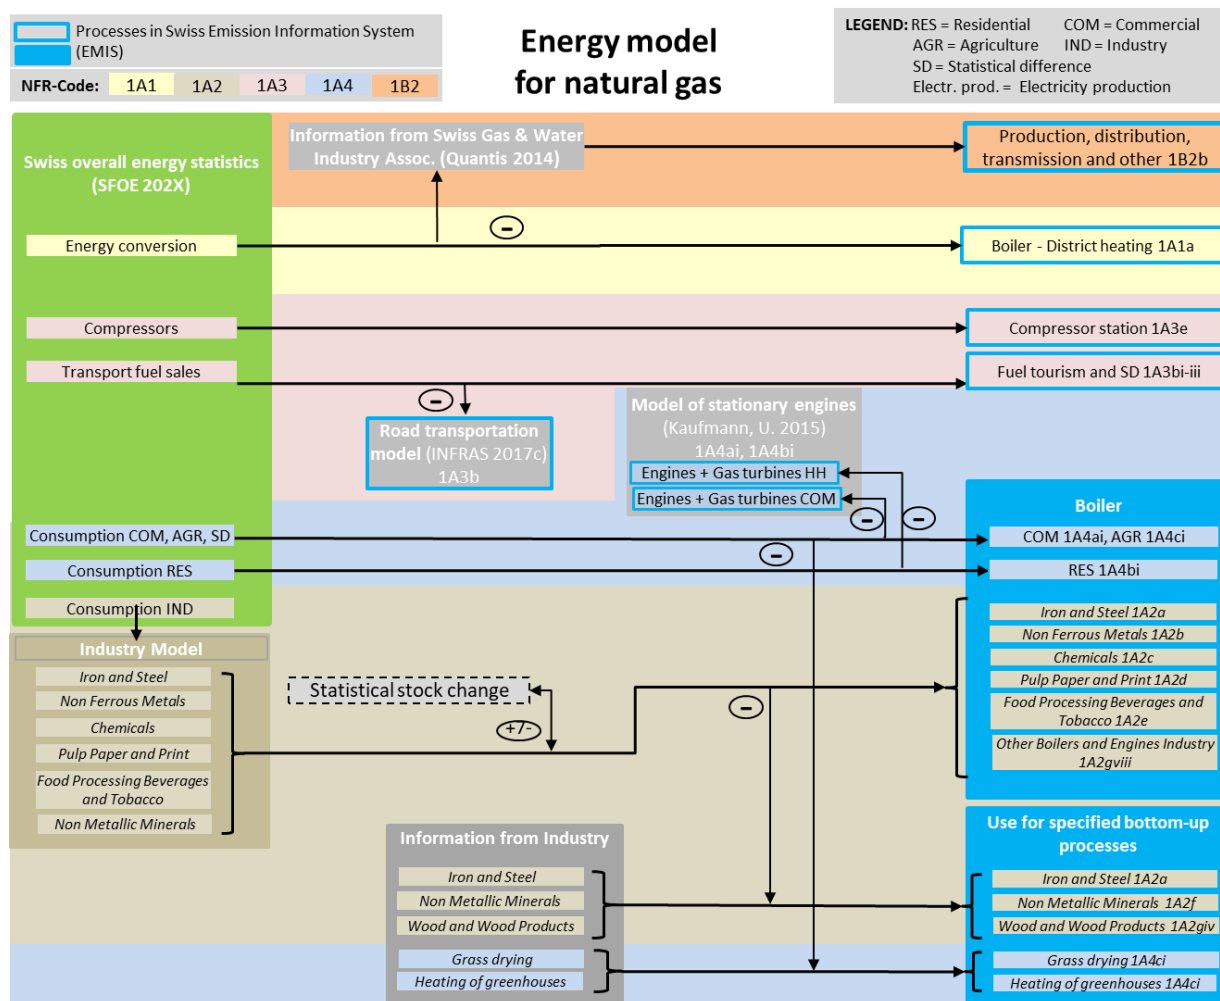 Processes in Swiss Emission Information System
(EMIS)
NFR-Code: 1A1 1A2 1A3 1A4 1B2
Energy model
for natural gas
LEGEND: RES = Residential COM = Commercial
AGR = Agriculture IND = Industry
SD = Statistical difference
Electr. prod. = Electricity production
Swiss overall energy statistics
(SFOE 202X)
Information from Swiss Gas & Water
Industry Assoc. (Quantis 2014)
Production, distribution,
transmission and other 1B2b
-
Energy conversion
Boiler - District heating 1A1a
Compressors
Compressor station 1A3e
Transport fuel sales
Fuel tourism and SD 1A3bi-iii
-
Road transportation
model (INFRAS 2017c)
1A3b
Model of stationary engines
(Kaufmann, U. 2015)
1A4ai, 1A4bi
Engines + Gas turbines HH
Engines + Gas turbines COM
- -
Boiler
Consumption COM, AGR, SD
COM 1A4ai, AGR 1A4ci
-
Consumption RES
RES 1A4bi
Consumption IND
Industry Model
Iron and Steel
Non Ferrous Metals
Chemicals
Pulp Paper and Print
Food Processing Beverages
and Tobacco
Non Metallic Minerals
Statistical stock change
+7-
-
Iron and Steel 1A2a
Non Ferrous Metals 1A2b
Chemicals 1A2c
Pulp Paper and Print 1A2d
Food Processing Beverages and
Tobacco 1A2e
Other Boilers and Engines Industry
1A2gviii
Information from Industry
Iron and Steel
Non Metallic Minerals
Wood and Wood Products
Grass drying
Heating of greenhouses
Use for specified bottom-up
processes
Iron and Steel 1A2a
Non Metallic Minerals 1A2f
Wood and Wood Products 1A2giv
Grass drying 1A4ci
Heating of greenhouses 1A4ci